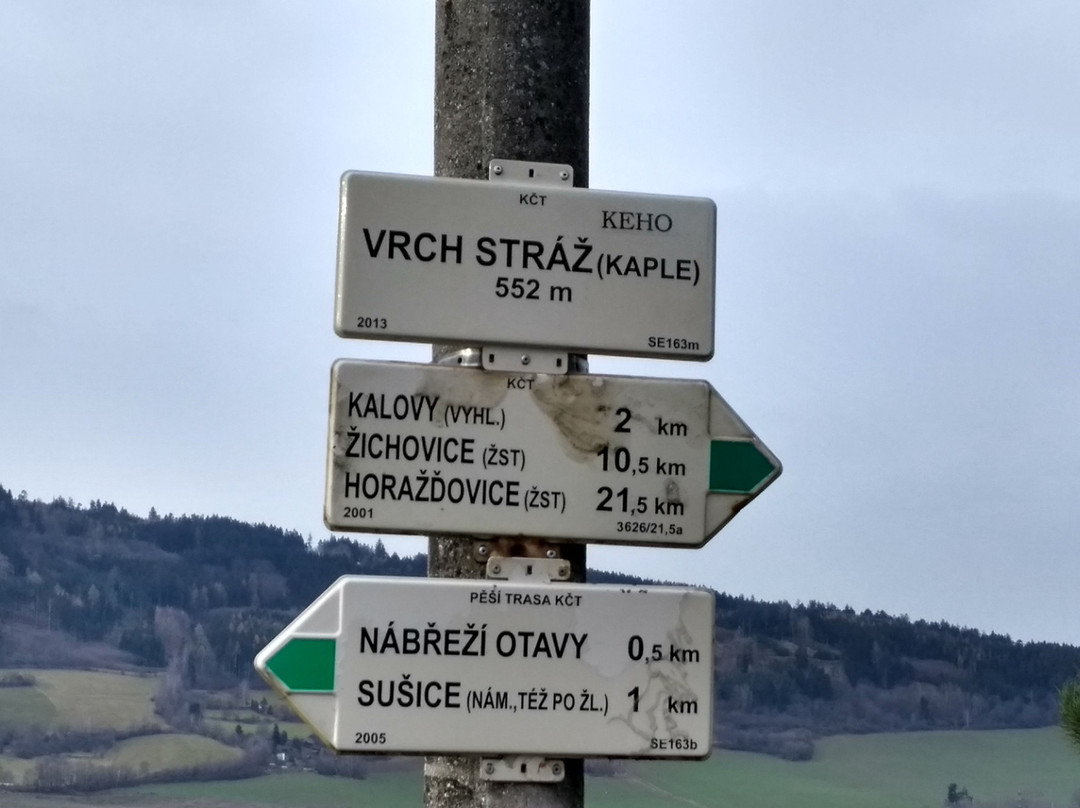 KČT
KEHO
VRCH STRÁŽ (KAPLE)
552 m
2013 SE163m
KČT
KALOVY (VYHL.) 2 km
ŽICHOVICE (ŽST) 10,5 km
HORAŽĎOVICE (ŽST) 21,5 km
2001 3626/21,5a
PĚŠÍ TRASA KČT
NÁBŘEŽÍ OTAVY 0,5 km
SUŠICE (NÁM.,TÉŽ PO ŽL.) 1 km
2005 SE163b